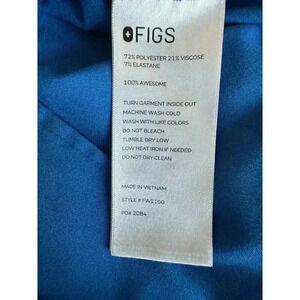 FIGS
72% POLYESTER 21% VISCOSE
7% ELASTANE
100% AWESOME
TURN GARMENT INSIDE OUT
MACHINE WASH COLD
WASH WITH LIKE COLORS
DO NOT BLEACH
TUMBLE DRY LOW
LOW HEAT IRON IF NEEDED
DO NOT DRY CLEAN
MADE IN VIETNAM
STYLE # FW1100
PO# 2084